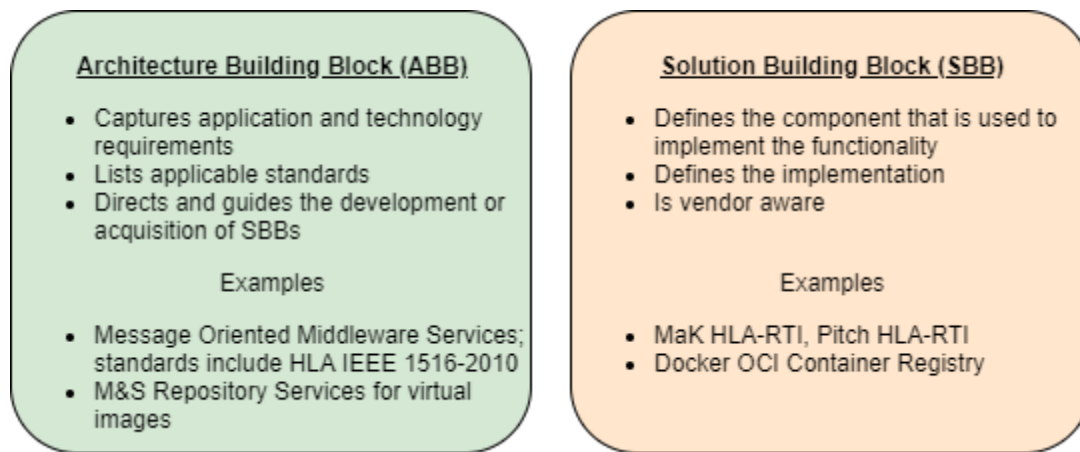 Architecture Building Block (ABB)
• Captures application and technology
requirements
• Lists applicable standards
• Directs and guides the development or
acquisition of SBBs
Examples
• Message Oriented Middleware Services;
standards include HLA IEEE 1516-2010
• M&S Repository Services for virtual
images
Solution Building Block (SBB)
• Defines the component that is used to
implement the functionality
• Defines the implementation
• Is vendor aware
Examples
• MaK HLA-RTI, Pitch HLA-RTI
• Docker OCI Container Registry